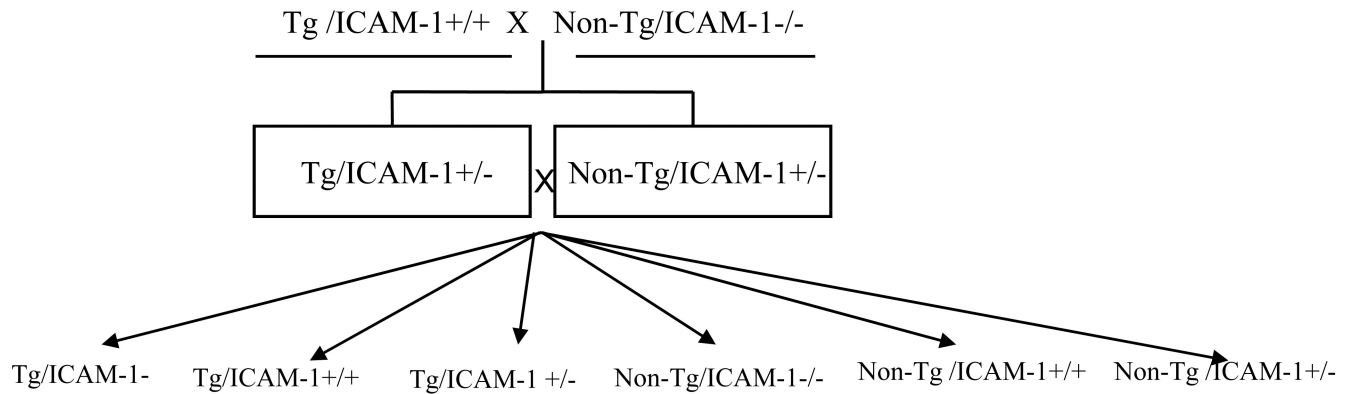 Tg /ICAM-1+/+ X Non-Tg/ICAM-1-/-
Tg/ICAM-1+/- X Non-Tg/ICAM-1+/-
Tg/ICAM-1- Tg/ICAM-1+/+ Tg/ICAM-1 +/- Non-Tg/ICAM-1-/- Non-Tg /ICAM-1+/+ Non-Tg /ICAM-1+/-